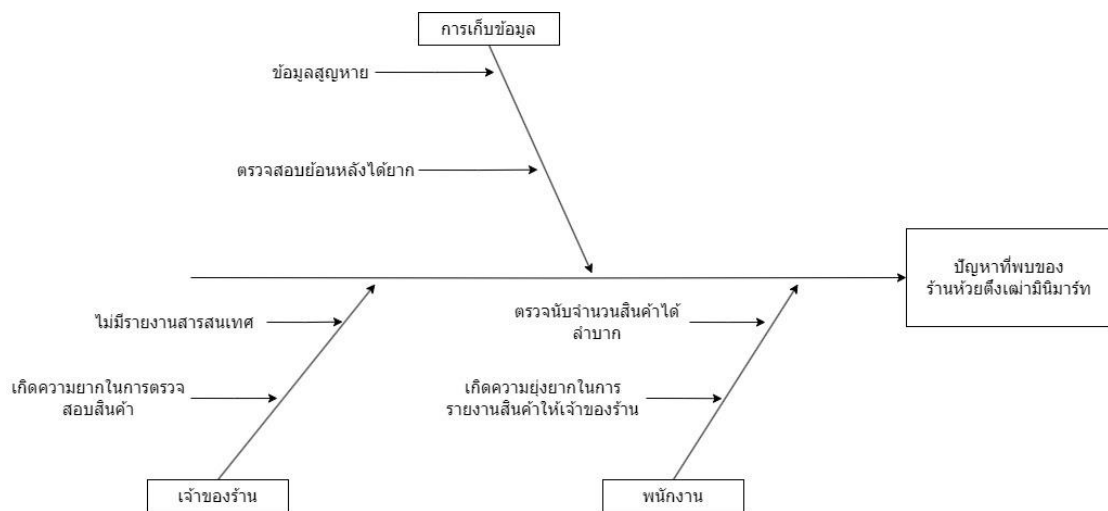 การเก็บข้อมูล
ข้อมูลสูญหาย
ตรวจสอบย้อนหลังได้ยาก
ปัญหาที่พบของ
ร้านห้วยตึงเฒ่ามินิมาร์ท
ไม่มีรายงานสารสนเทศ
ตรวจนับจำนวนสินค้าได้
ลำบาก
เกิดความยากในการตรวจ
สอบสินค้า
เกิดความยุ่งยากในการ
รายงานสินค้าให้เจ้าของร้าน
เจ้าของร้าน
พนักงาน